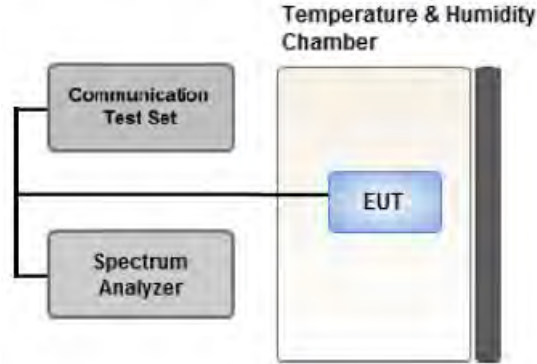 Temperature & Humidity
Chamber
Communication
Test Set
EUT
Spectrum
Analyzer